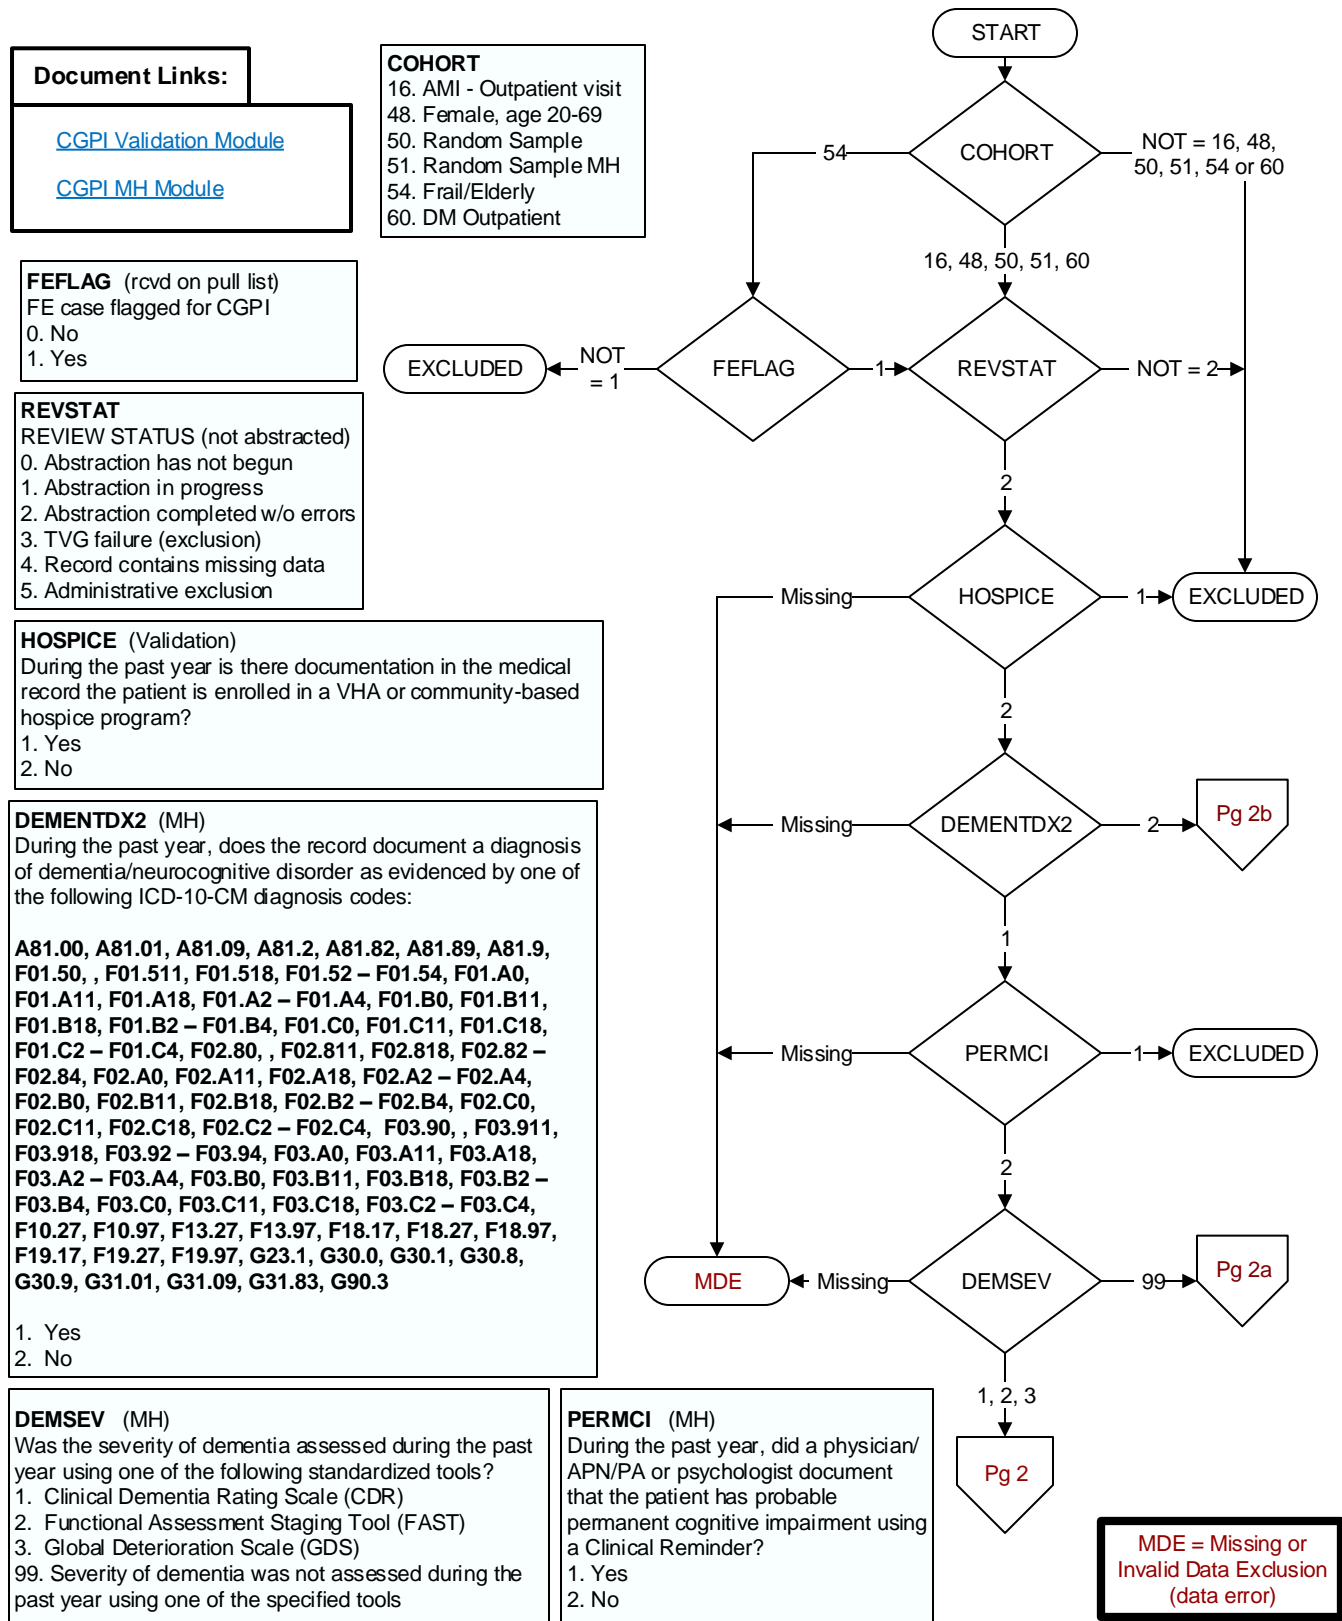 Document Links:
CGPI Validation Module
CGPI MH Module
COHORT
16. AMI - Outpatient visit
48. Female, age 20-69
50. Random Sample
51. Random Sample MH
54. Frail/Elderly
60. DM Outpatient
FEFLAG (rcvd on pull list)
FE case flagged for CGPI
0. No
1. Yes
REVSTAT
REVIEW STATUS (not abstracted)
0. Abstraction has not begun
1. Abstraction in progress
2. Abstraction completed w/o errors
3. TVG failure (exclusion)
4. Record contains missing data
5. Administrative exclusion
HOSPICE (Validation)
During the past year is there documentation in the medical
record the patient is enrolled in a VHA or community-based
hospice program?
1. Yes
2. No
DEMENTDX2 (MH)
During the past year, does the record document a diagnosis
of dementia/neurocognitive disorder as evidenced by one of
the following ICD-10-CM diagnosis codes:
A81.00, A81.01, A81.09, A81.2, A81.82, A81.89, A81.9,
F01.50, , F01.511, F01.518, F01.52 – F01.54, F01.A0,
F01.A11, F01.A18, F01.A2 – F01.A4, F01.B0, F01.B11,
F01.B18, F01.B2 – F01.B4, F01.C0, F01.C11, F01.C18,
F01.C2 – F01.C4, F02.80, , F02.811, F02.818, F02.82 –
F02.84, F02.A0, F02.A11, F02.A18, F02.A2 – F02.A4,
F02.B0, F02.B11, F02.B18, F02.B2 – F02.B4, F02.C0,
F02.C11, F02.C18, F02.C2 – F02.C4, F03.90, , F03.911,
F03.918, F03.92 – F03.94, F03.A0, F03.A11, F03.A18,
F03.A2 – F03.A4, F03.B0, F03.B11, F03.B18, F03.B2 –
F03.B4, F03.C0, F03.C11, F03.C18, F03.C2 – F03.C4,
F10.27, F10.97, F13.27, F13.97, F18.17, F18.27, F18.97,
F19.17, F19.27, F19.97, G23.1, G30.0, G30.1, G30.8,
G30.9, G31.01, G31.09, G31.83, G90.3
1. Yes
2. No
DEMSEV (MH)
Was the severity of dementia assessed during the past
year using one of the following standardized tools?
1. Clinical Dementia Rating Scale (CDR)
2. Functional Assessment Staging Tool (FAST)
3. Global Deterioration Scale (GDS)
99. Severity of dementia was not assessed during the
past year using one of the specified tools
PERMCI (MH)
During the past year, did a physician/
APN/PA or psychologist document
that the patient has probable
permanent cognitive impairment using
a Clinical Reminder?
1. Yes
2. No
START
COHORT
54
NOT = 16, 48,
50, 51, 54 or 60
16, 48, 50, 51, 60
EXCLUDED
NOT
= 1
FEFLAG
1
REVSTAT
NOT = 2
2
Missing
HOSPICE
1
EXCLUDED
2
Missing
DEMENTDX2
2
Pg 2b
1
Missing
PERMCI
1
EXCLUDED
2
MDE
Missing
DEMSEV
99
Pg 2a
1, 2, 3
Pg 2
MDE = Missing or
Invalid Data Exclusion
(data error)